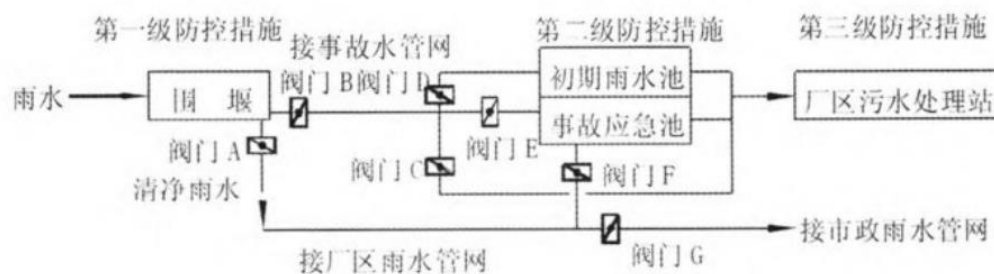 第一级防控措施
第二级防控措施
第三级防控措施
接事故水管网
阀门B 阀门D
初期雨水池
雨水
围 堰
厂区污水处理站
事故应急池
阀门A
阀门E
阀门C
阀门F
清净雨水
接市政雨水管网
接厂区雨水管网
阀门G